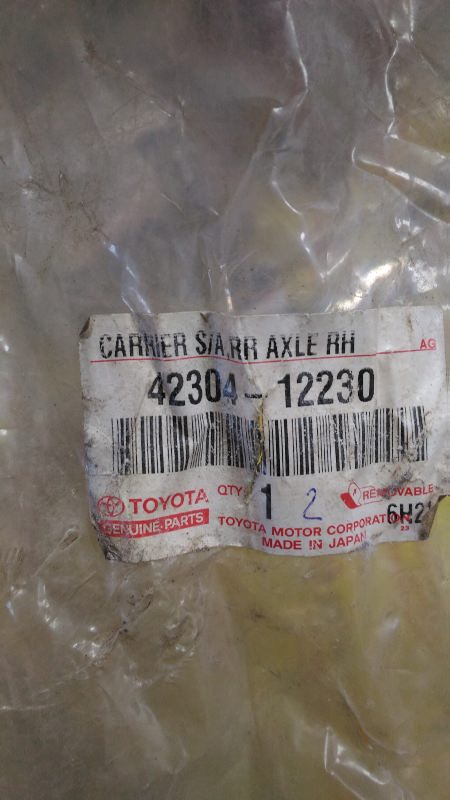 CARRIER S/A,RR AXLE RH
AG
42304-12230
TOYOTA
GENUINE PARTS
QTY
1
2
REMOVABLE
TOYOTA MOTOR CORPORATION
23
MADE IN JAPAN